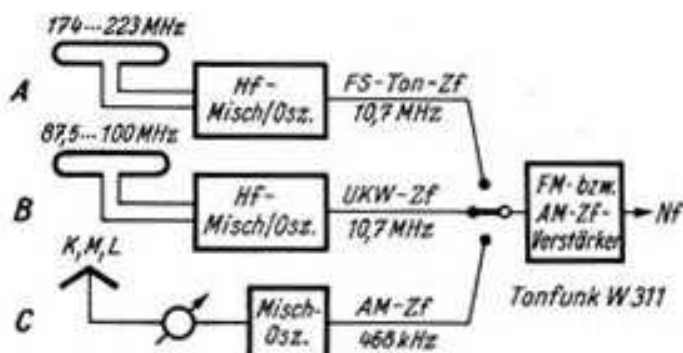 174...223 MHz
A
Hf-
Misch/Osz.
FS-Ton-Zf
10,7 MHz
87,5...100 MHz
B
Hf-
Misch/Osz.
UKW-Zf
10,7 MHz
FM- bzw.
AM-Zf-
Verstärker
Nf
K,M,L
C
Misch-
Osz.
AM-Zf
468 kHz
Tonfunk W 311